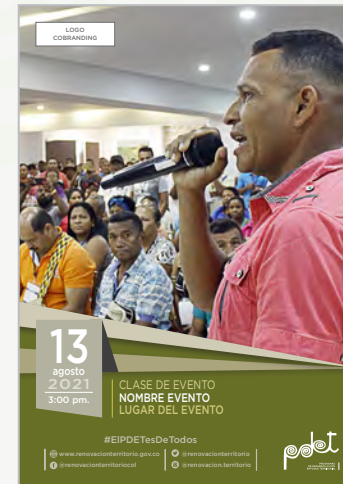 LOGO
COBRANDING
13
agosto
2021
3:00 pm.
CLASE DE EVENTO
NOMBRE EVENTO
LUGAR DEL EVENTO
#ElPDETesDeTodos
www.renovacionterritorio.gov.co @renovacionterritorio
@renovacionterritoriocol @renovacion.territorio
pdet